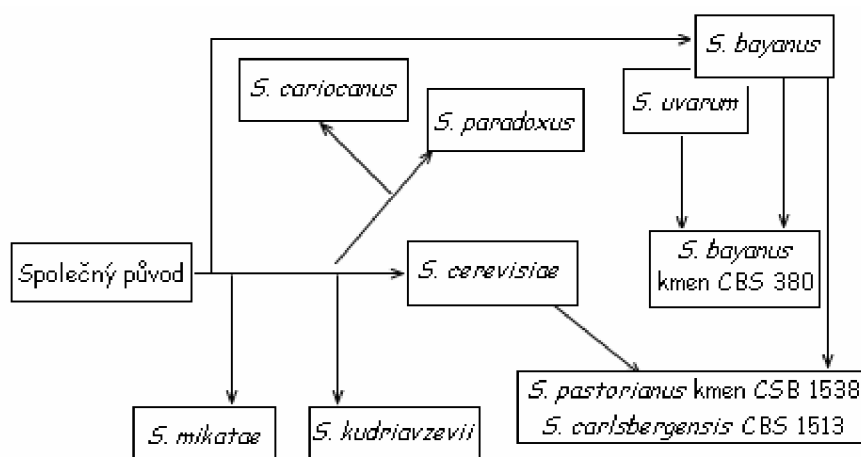 S. bayanus
S. cariocanus
S. uvarum
S. paradoxus
S. bayanus
kmen CBS 380
Společný původ
S. cerevisiae
S. pastorianus kmen CSB 1538
S. carlsbergensis CBS 1513
S. mikatae
S. kudriavzevii